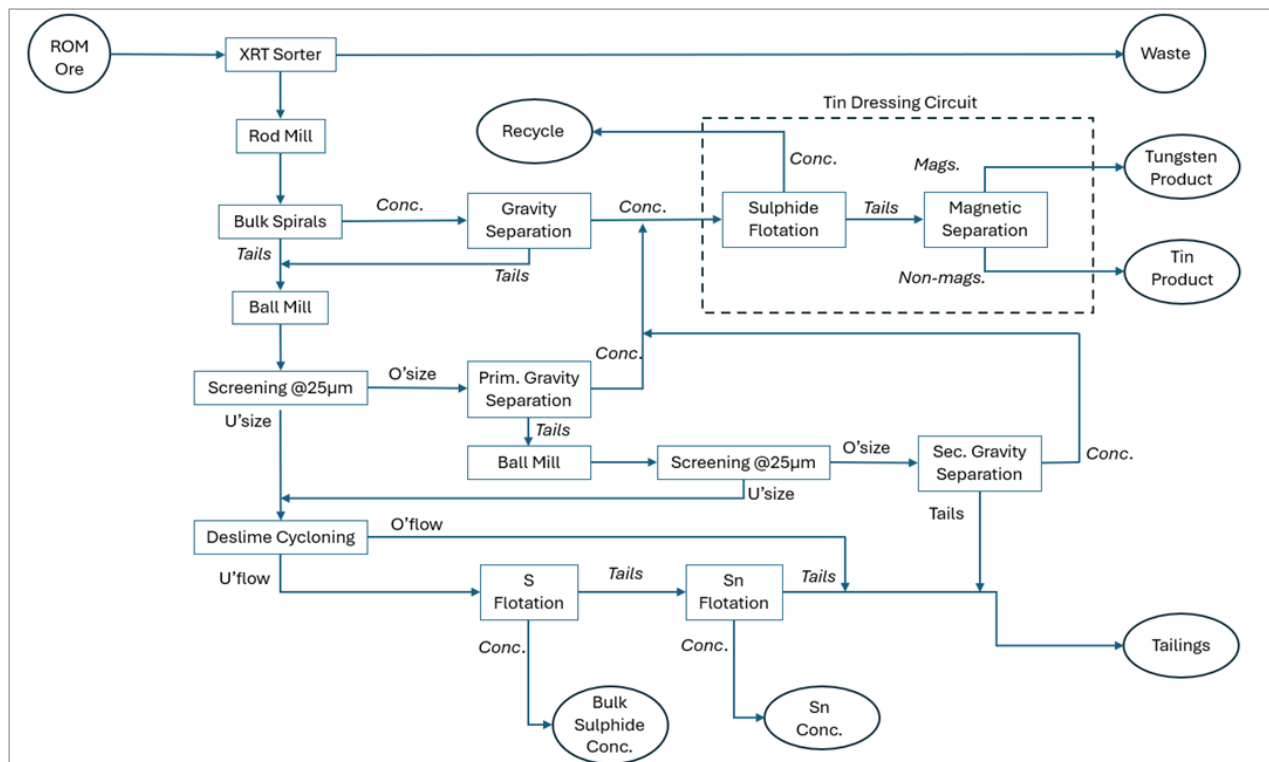 ROM
Ore
XRT Sorter
Waste
Tin Dressing Circuit
Recycle
Conc.
Mags.
Tungsten
Product
Rod Mill
Bulk Spirals
Conc.
Gravity
Separation
Conc.
Sulphide
Flotation
Tails
Magnetic
Separation
Tails
Tails
Non-mags.
Tin
Product
Ball Mill
Screening @25µm
O'size
Prim. Gravity
Separation
Conc.
U'size
Tails
Ball Mill
Screening @25µm
O'size
Sec. Gravity
Separation
Conc.
U'size
Tails
Deslime Cycloning
O'flow
U'flow
S
Flotation
Tails
Sn
Flotation
Tails
Conc.
Conc.
Tailings
Bulk
Sulphide
Conc.
Sn
Conc.